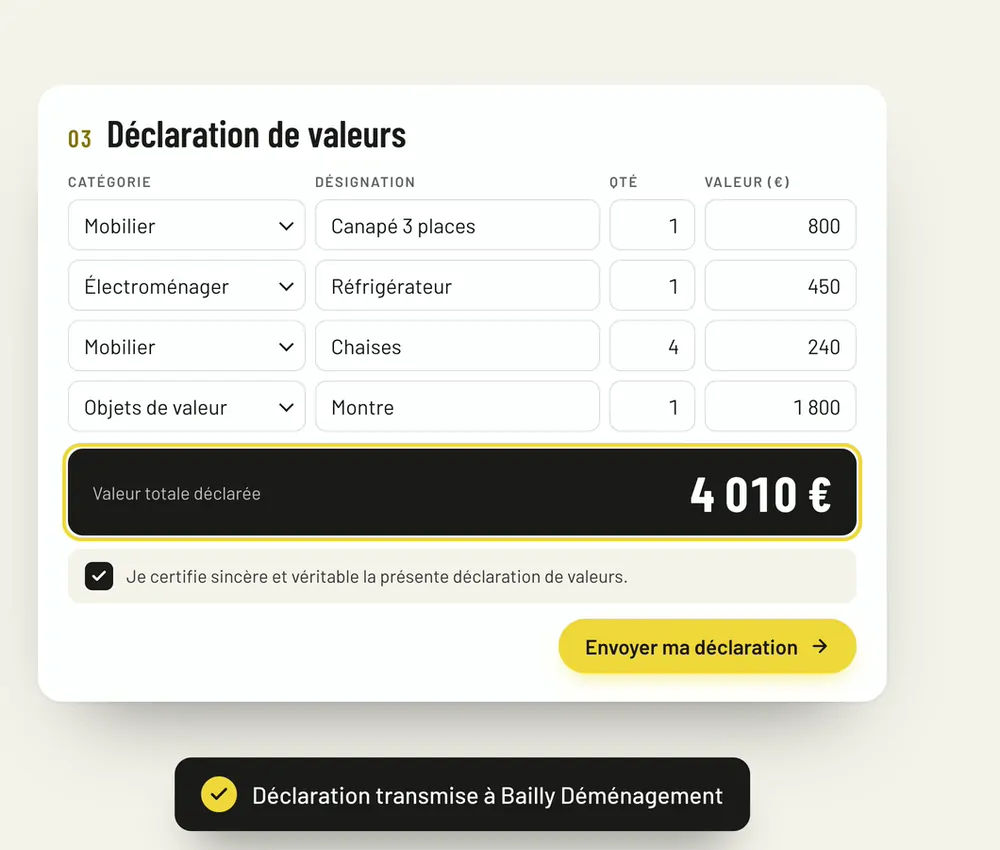 03 Déclaration de valeurs
CATÉGORIE DÉSIGNATION QTÉ VALEUR (€)
Mobilier Canapé 3 places 1 800
Électroménager Réfrigérateur 1 450
Mobilier Chaises 4 240
Objets de valeur Montre 1 1 800
Valeur totale déclarée 4 010 €
Je certifie sincère et véritable la présente déclaration de valeurs.
Envoyer ma déclaration →
Déclaration transmise à Bailly Déménagement